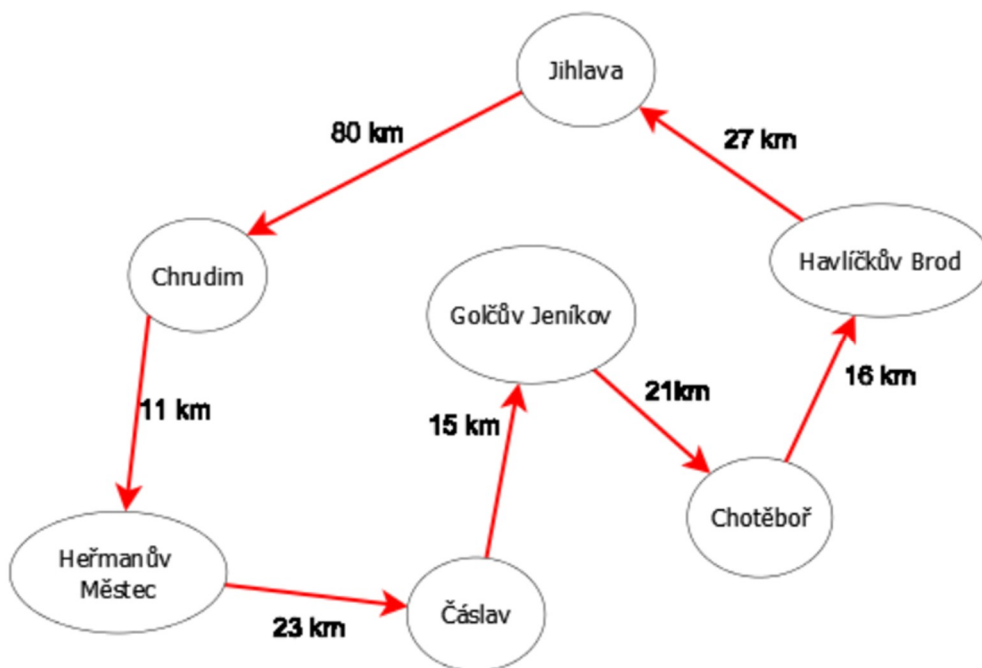 Jihlava
80 km
27 km
Chrudim
Havlíčkův Brod
Golčův Jeníkov
11 km
15 km
21km
16 km
Chotěboř
Heřmanův
Městec
23 km
Čáslav